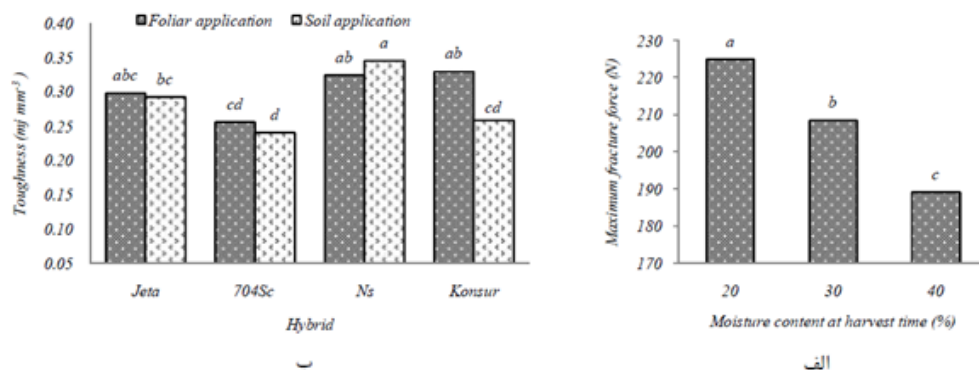 Foliar application Soil application
Toughness (mj mm⁻³)
0.40
0.35
0.30
0.25
0.20
0.15
0.10
0.05
abc bc cd d ab a ab cd
Jeta 704Sc Ns Konsur
Hybrid
ب
Maximum fracture force (N)
230
220
210
200
190
180
170
a
b
c
20 30 40
Moisture content at harvest time (%)
الف